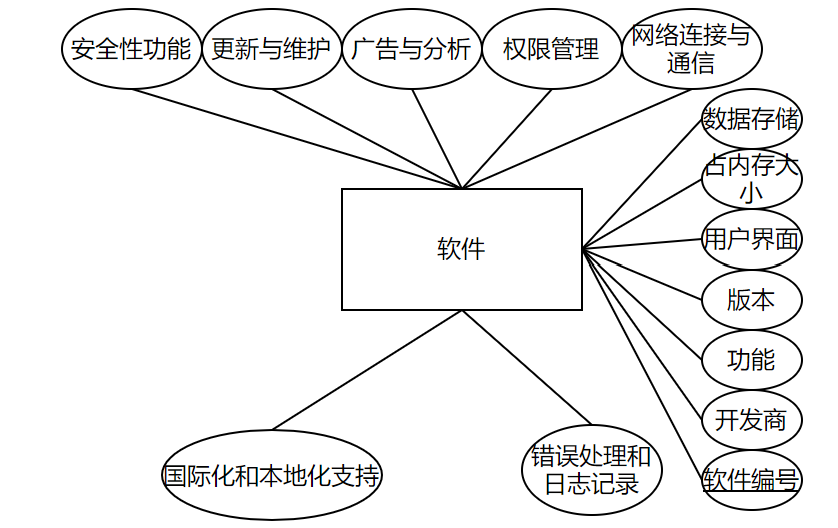 安全性功能
更新与维护
广告与分析
权限管理
网络连接与
通信
数据存储
占内存大
小
用户界面
软件
版本
功能
开发商
软件编号
国际化和本地化支持
错误处理和
日志记录